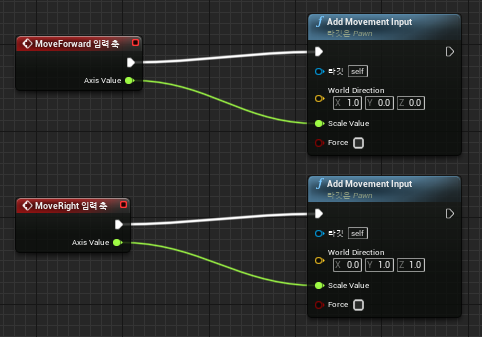 MoveForward 입력 축
Axis Value
Add Movement Input
타깃은 Pawn
타깃 self
World Direction
X 1.0 Y 0.0 Z 0.0
Scale Value
Force
MoveRight 입력 축
Axis Value
Add Movement Input
타깃은 Pawn
타깃 self
World Direction
X 0.0 Y 1.0 Z 1.0
Scale Value
Force